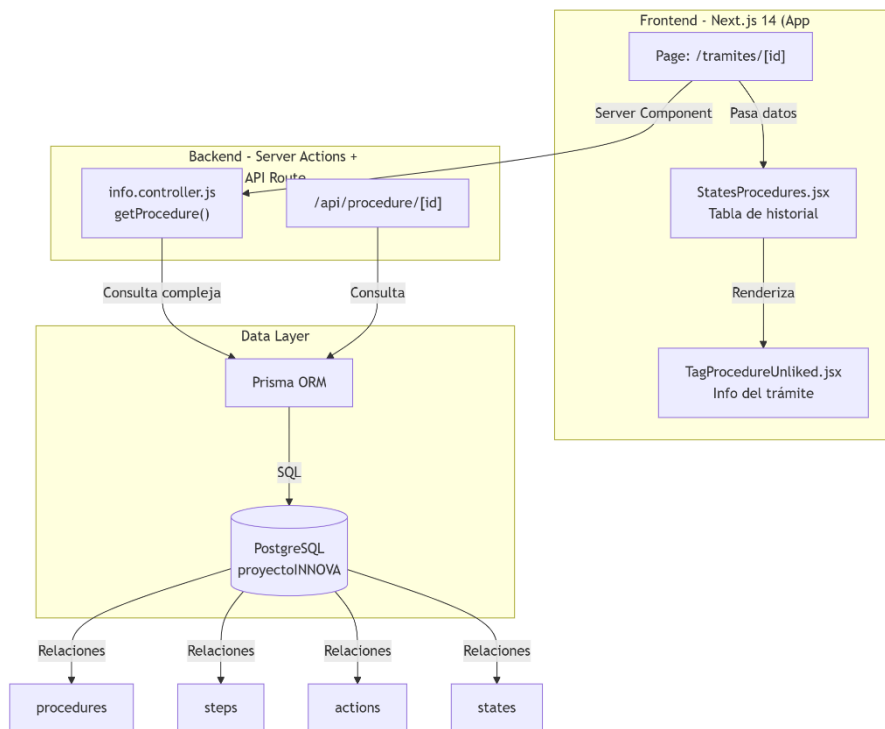 Frontend - Next.js 14 (App
Page: /tramites/[id]
Server Component
Pasa datos
Backend - Server Actions +
API Route
info.controller.js
getProcedure()
/api/procedure/[id]
StatesProcedures.jsx
Tabla de historial
Consulta compleja
Consulta
Renderiza
Data Layer
Prisma ORM
TagProcedureUnliked.jsx
Info del trámite
SQL
PostgreSQL
proyectoINNOVA
Relaciones
Relaciones
Relaciones
Relaciones
procedures
steps
actions
states